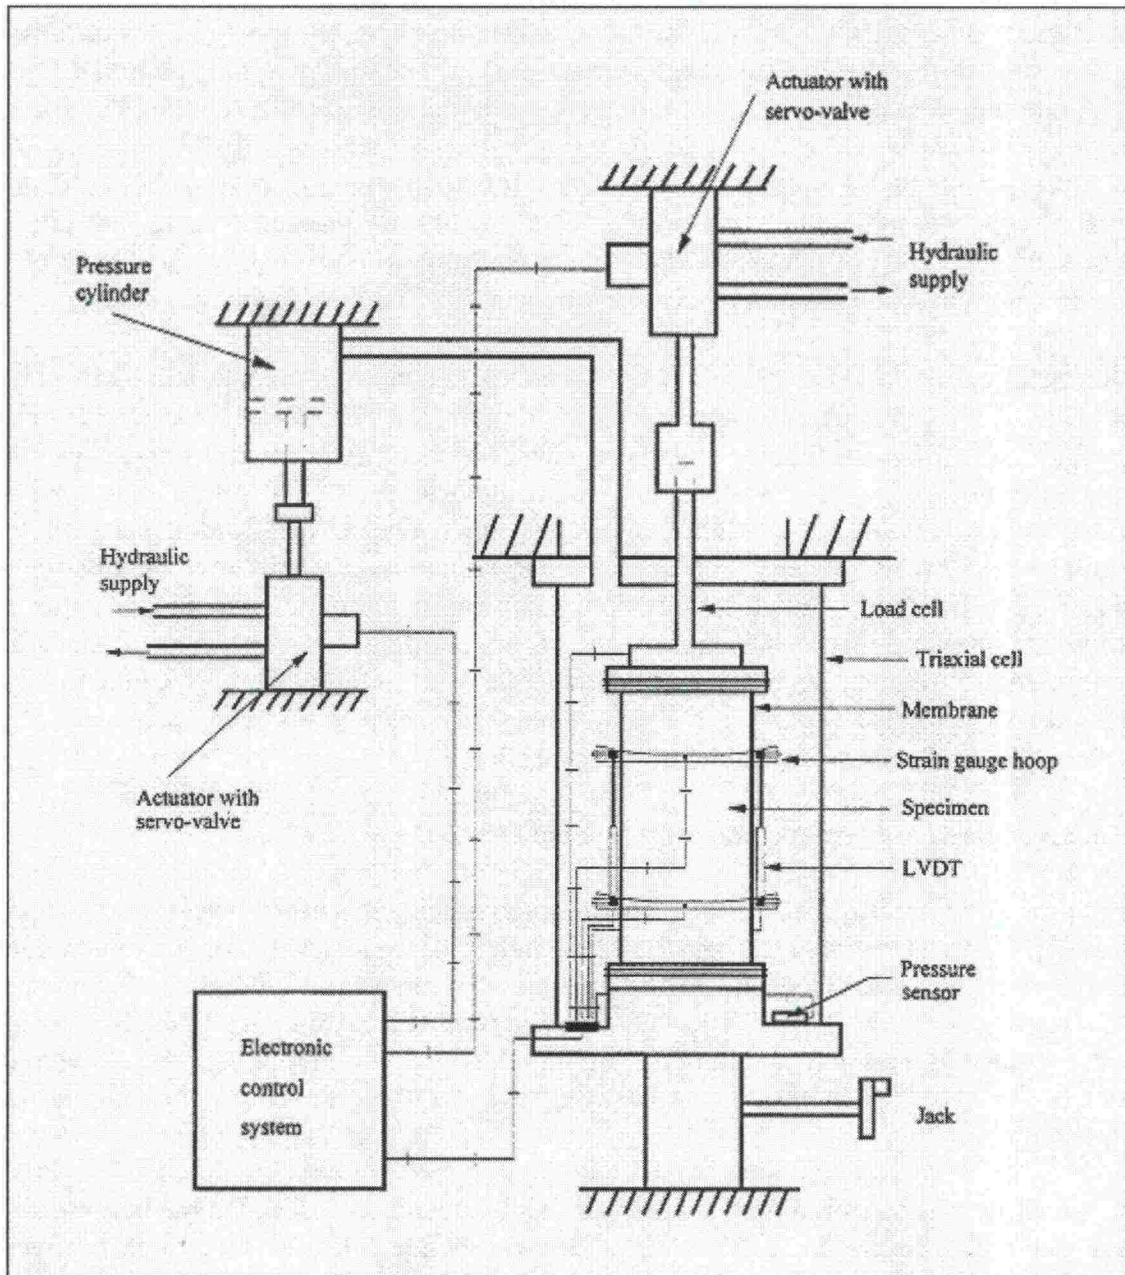 Actuator with
servo-valve
Hydraulic
supply
Pressure
cylinder
Hydraulic
supply
Load cell
Triaxial cell
Membrane
Strain gauge hoop
Actuator with
servo-valve
Specimen
LVDT
Pressure
sensor
Electronic
control
system
Jack